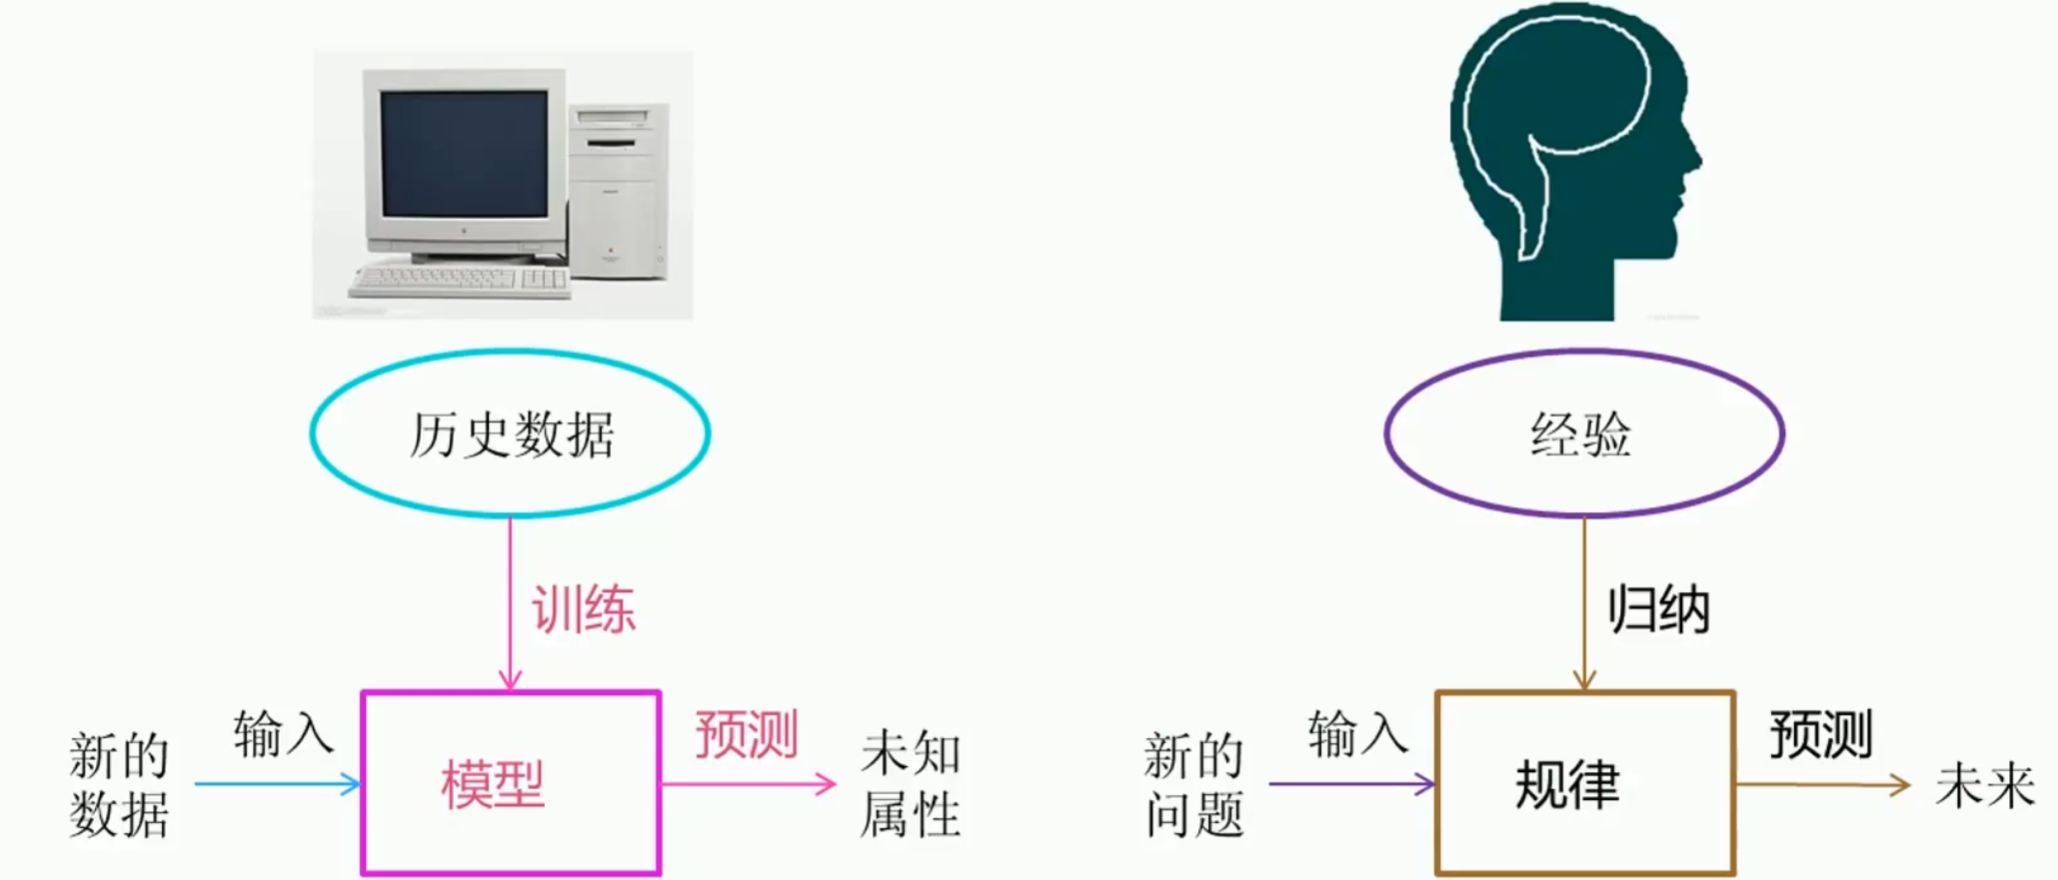 历史数据
训练
新的
数据
输入
模型
预测
未知
属性
经验
归纳
新的
问题
输入
规律
预测
未来